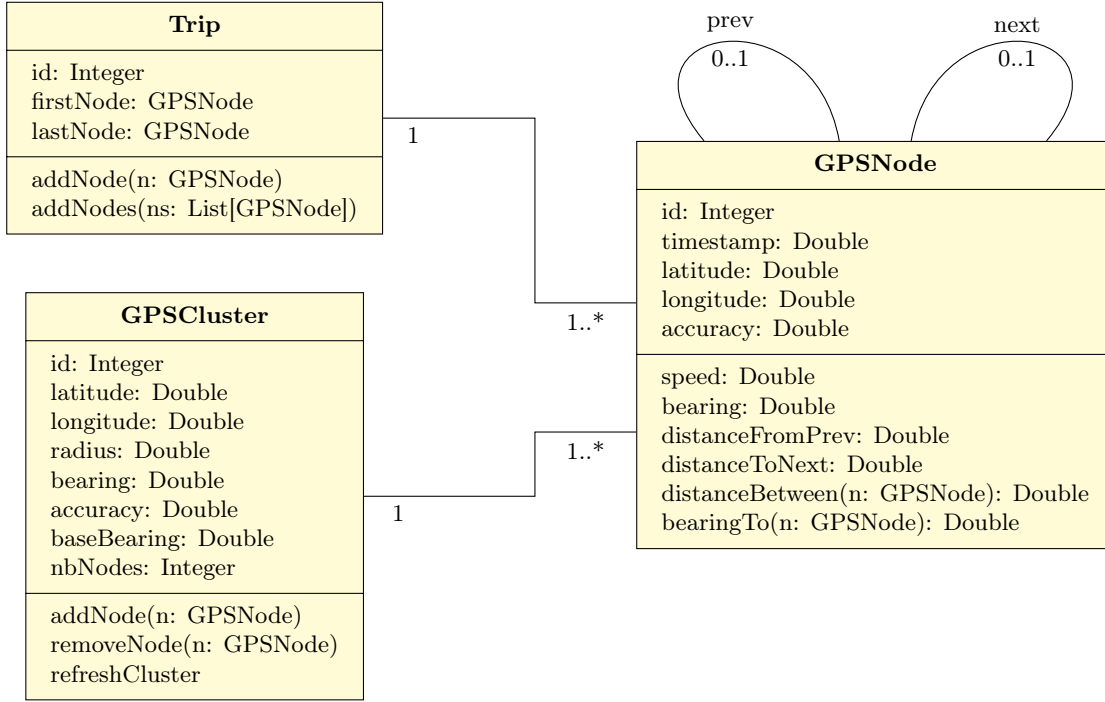 Trip
id: Integer
firstNode: GPSNode
lastNode: GPSNode
addNode(n: GPSNode)
addNodes(ns: List[GPSNode])
1
1..*
prev
0..1
next
0..1
GPSNode
id: Integer
timestamp: Double
latitude: Double
longitude: Double
accuracy: Double
speed: Double
bearing: Double
distanceFromPrev: Double
distanceToNext: Double
distanceBetween(n: GPSNode): Double
bearingTo(n: GPSNode): Double
GPSCluster
id: Integer
latitude: Double
longitude: Double
radius: Double
bearing: Double
accuracy: Double
baseBearing: Double
nbNodes: Integer
addNode(n: GPSNode)
removeNode(n: GPSNode)
refreshCluster
1
1..*